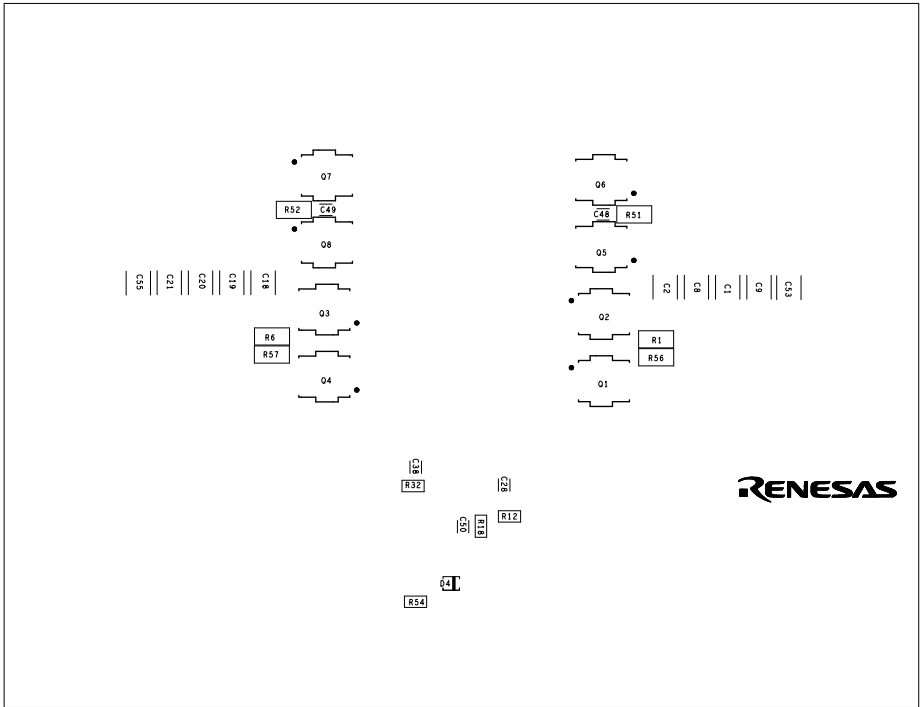 Q7
Q6
R52
C49
C48
R51
Q8
Q5
C55
C21
C20
C19
C18
C2
C8
C1
C9
C53
Q3
Q2
R6
R1
R57
R56
Q4
Q1
C38
R32
C28
RENESAS
R12
C50
R18
D4
R54